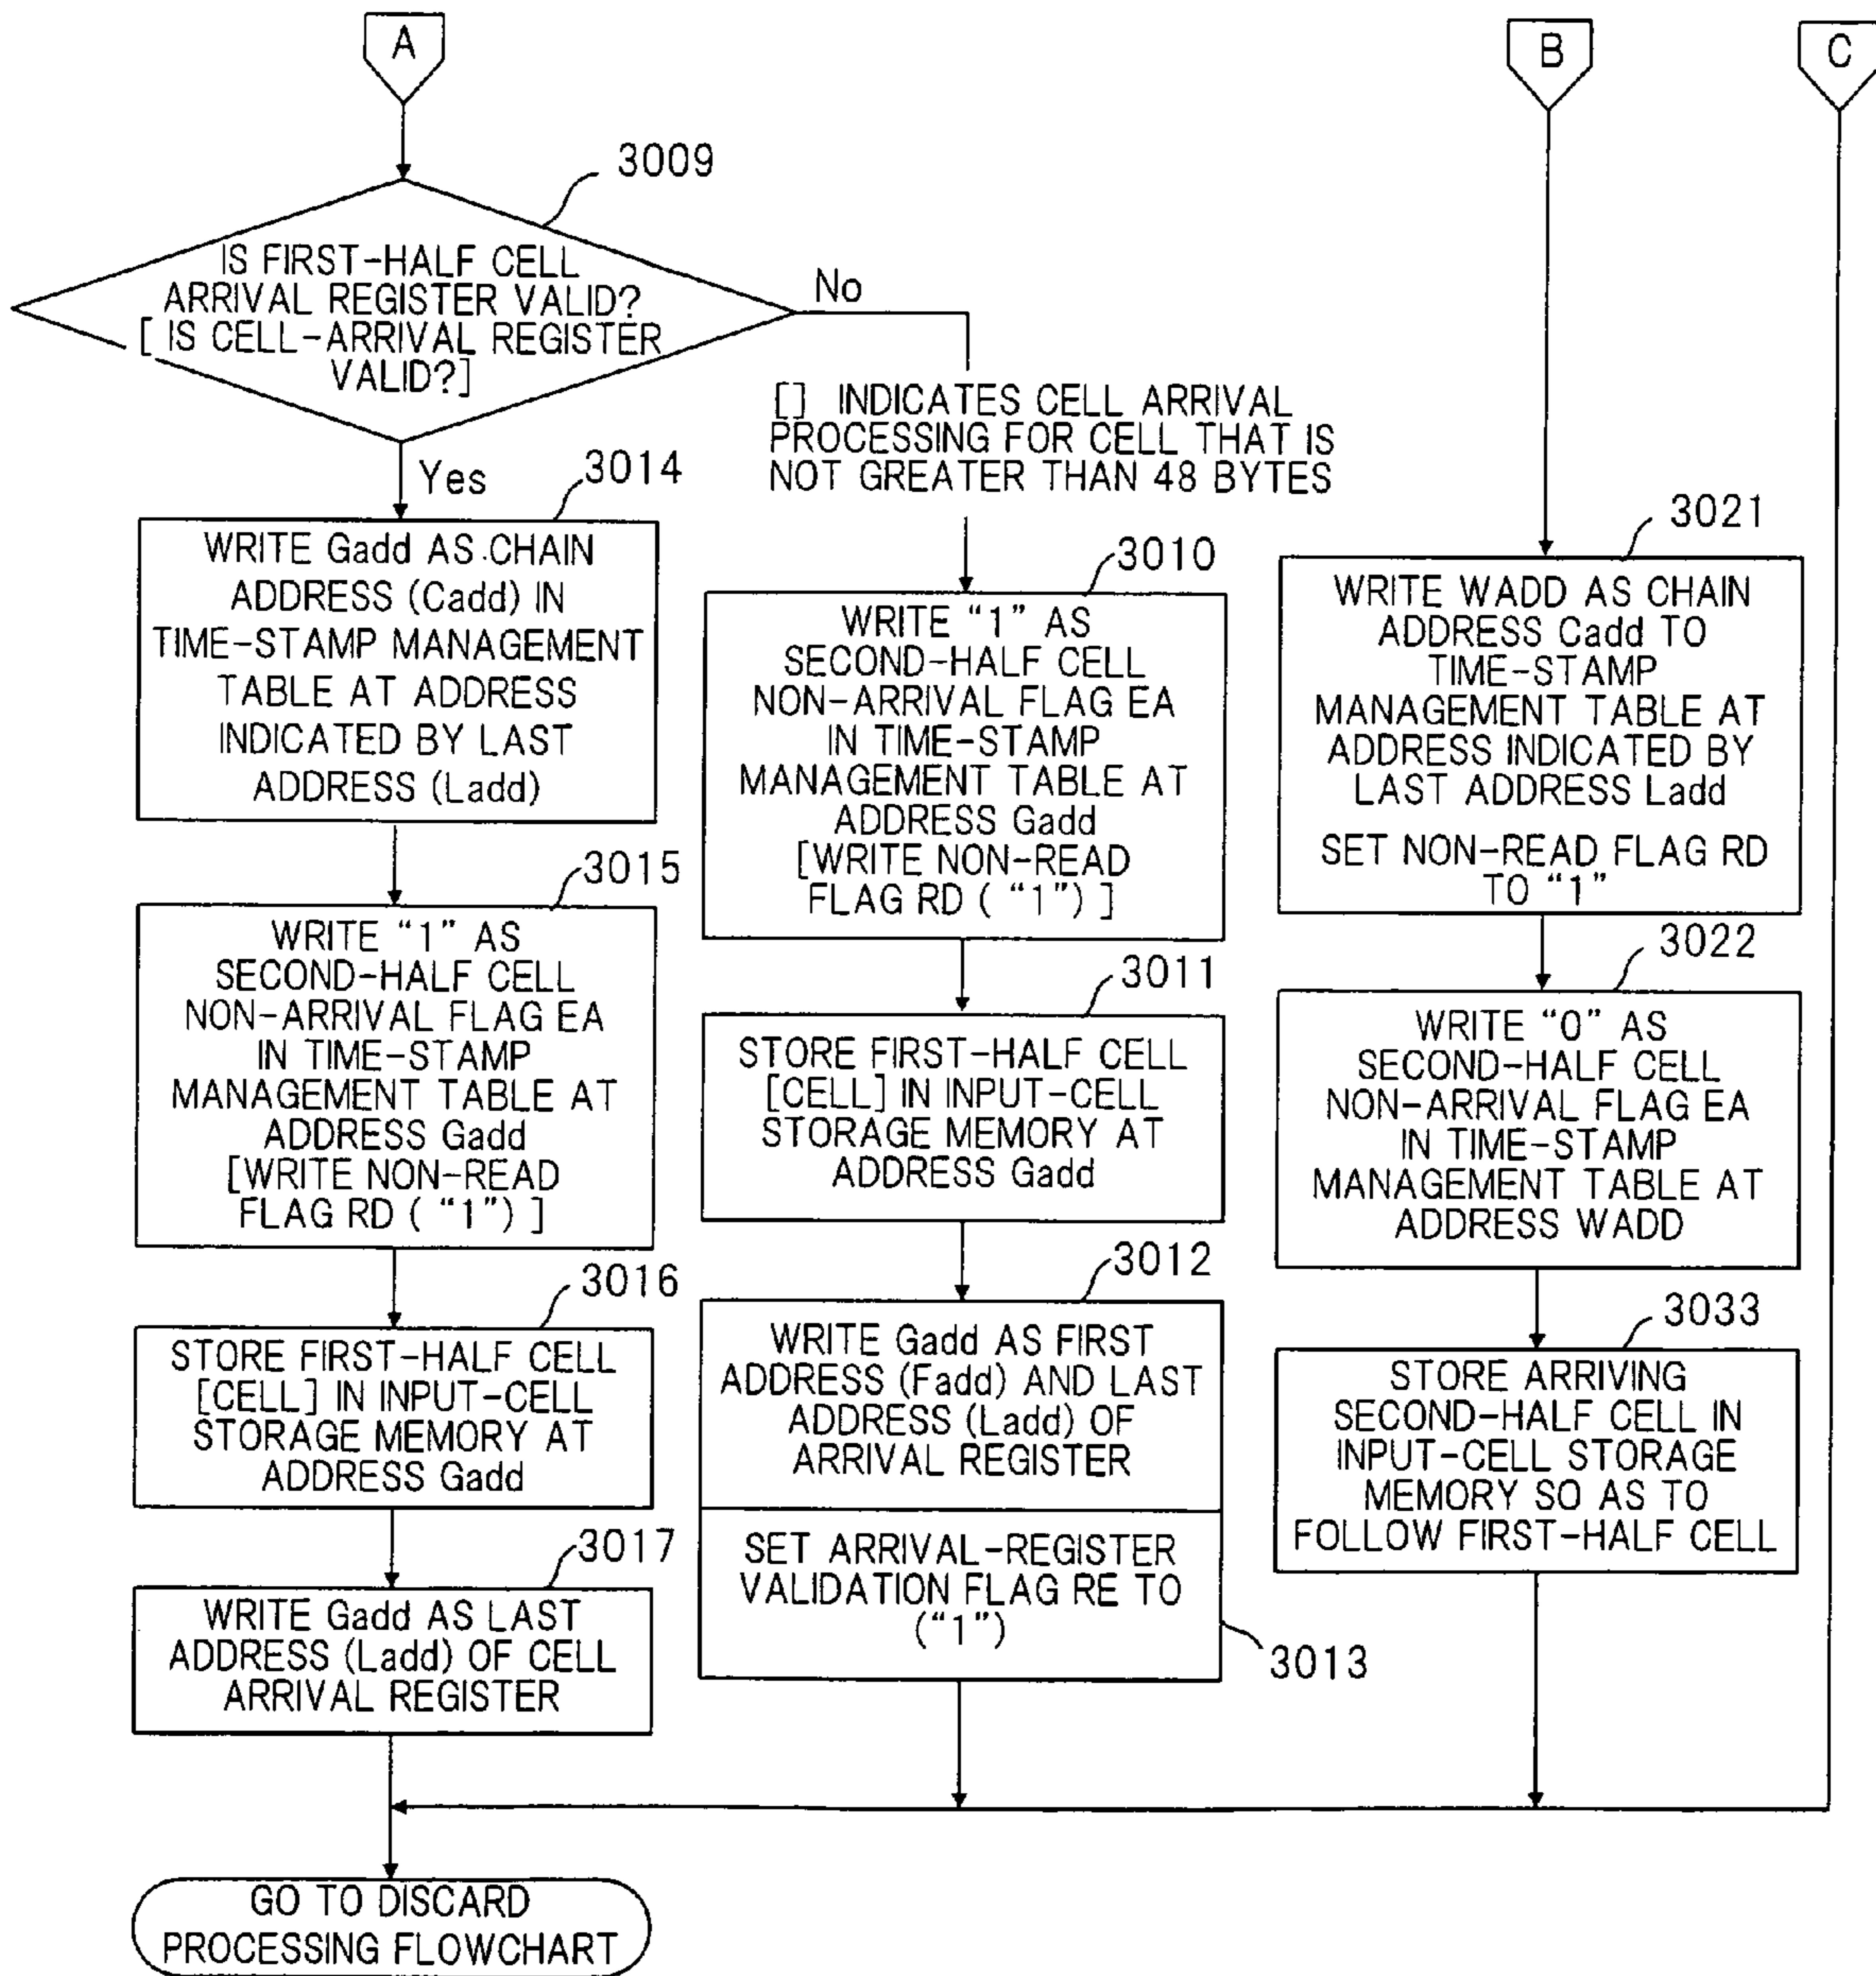 A
B
C
3009
IS FIRST-HALF CELL
ARRIVAL REGISTER VALID?
[ IS CELL-ARRIVAL REGISTER
VALID?]
No
Yes
[] INDICATES CELL ARRIVAL
PROCESSING FOR CELL THAT IS
NOT GREATER THAN 48 BYTES
3014
WRITE Gadd AS CHAIN
ADDRESS (Cadd) IN
TIME-STAMP MANAGEMENT
TABLE AT ADDRESS
INDICATED BY LAST
ADDRESS (Ladd)
3015
WRITE “1” AS
SECOND-HALF CELL
NON-ARRIVAL FLAG EA
IN TIME-STAMP
MANAGEMENT TABLE AT
ADDRESS Gadd
[WRITE NON-READ
FLAG RD ( “1”) ]
3016
STORE FIRST-HALF CELL
[CELL] IN INPUT-CELL
STORAGE MEMORY AT
ADDRESS Gadd
3017
WRITE Gadd AS LAST
ADDRESS (Ladd) OF CELL
ARRIVAL REGISTER
3010
WRITE “1” AS
SECOND-HALF CELL
NON-ARRIVAL FLAG EA
IN TIME-STAMP
MANAGEMENT TABLE AT
ADDRESS Gadd
[WRITE NON-READ
FLAG RD ( “1”) ]
3011
STORE FIRST-HALF CELL
[CELL] IN INPUT-CELL
STORAGE MEMORY AT
ADDRESS Gadd
3012
WRITE Gadd AS FIRST
ADDRESS (Fadd) AND LAST
ADDRESS (Ladd) OF
ARRIVAL REGISTER
SET ARRIVAL-REGISTER
VALIDATION FLAG RE TO
(“1”)
3013
3021
WRITE WADD AS CHAIN
ADDRESS Cadd TO
TIME-STAMP
MANAGEMENT TABLE AT
ADDRESS INDICATED BY
LAST ADDRESS Ladd
SET NON-READ FLAG RD
TO “1”
3022
WRITE “0” AS
SECOND-HALF CELL
NON-ARRIVAL FLAG EA
IN TIME-STAMP
MANAGEMENT TABLE AT
ADDRESS WADD
3033
STORE ARRIVING
SECOND-HALF CELL IN
INPUT-CELL STORAGE
MEMORY SO AS TO
FOLLOW FIRST-HALF CELL
GO TO DISCARD
PROCESSING FLOWCHART